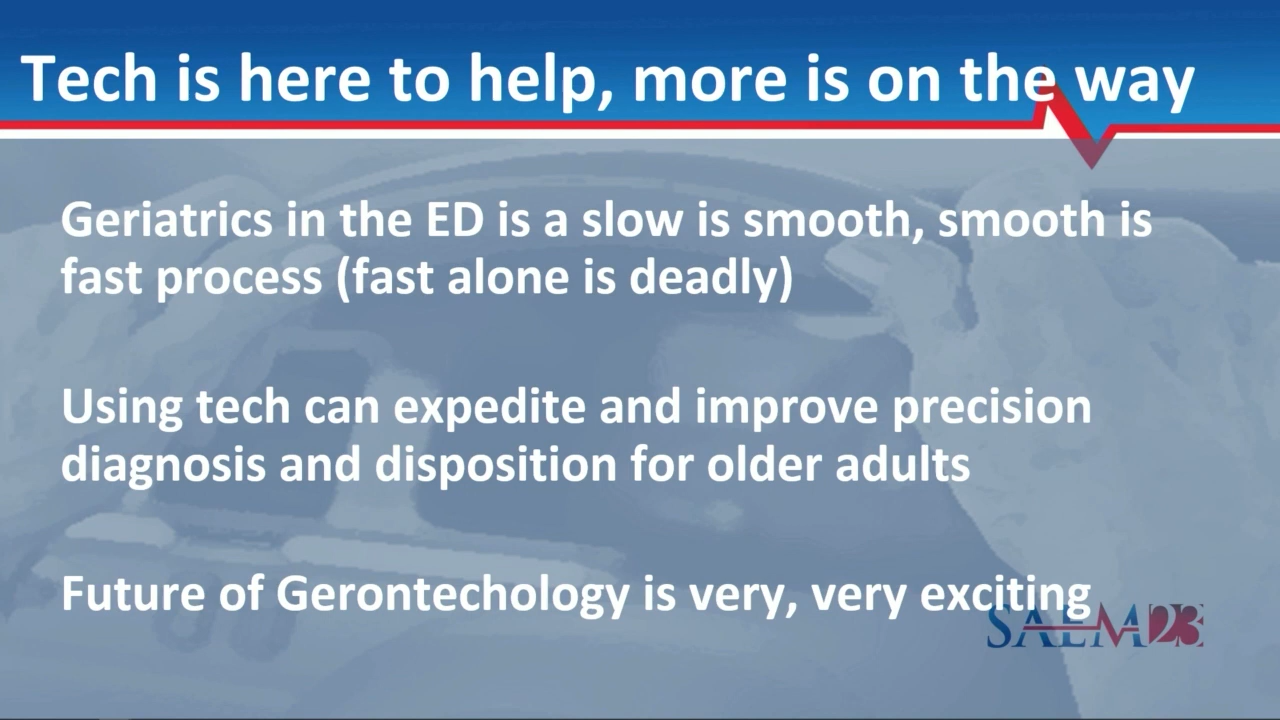 Tech is here to help, more is on the way
Geriatrics in the ED is a slow is smooth, smooth is
fast process (fast alone is deadly)
Using tech can expedite and improve precision
diagnosis and disposition for older adults
Future of Gerontechology is very, very exciting
SAEM23